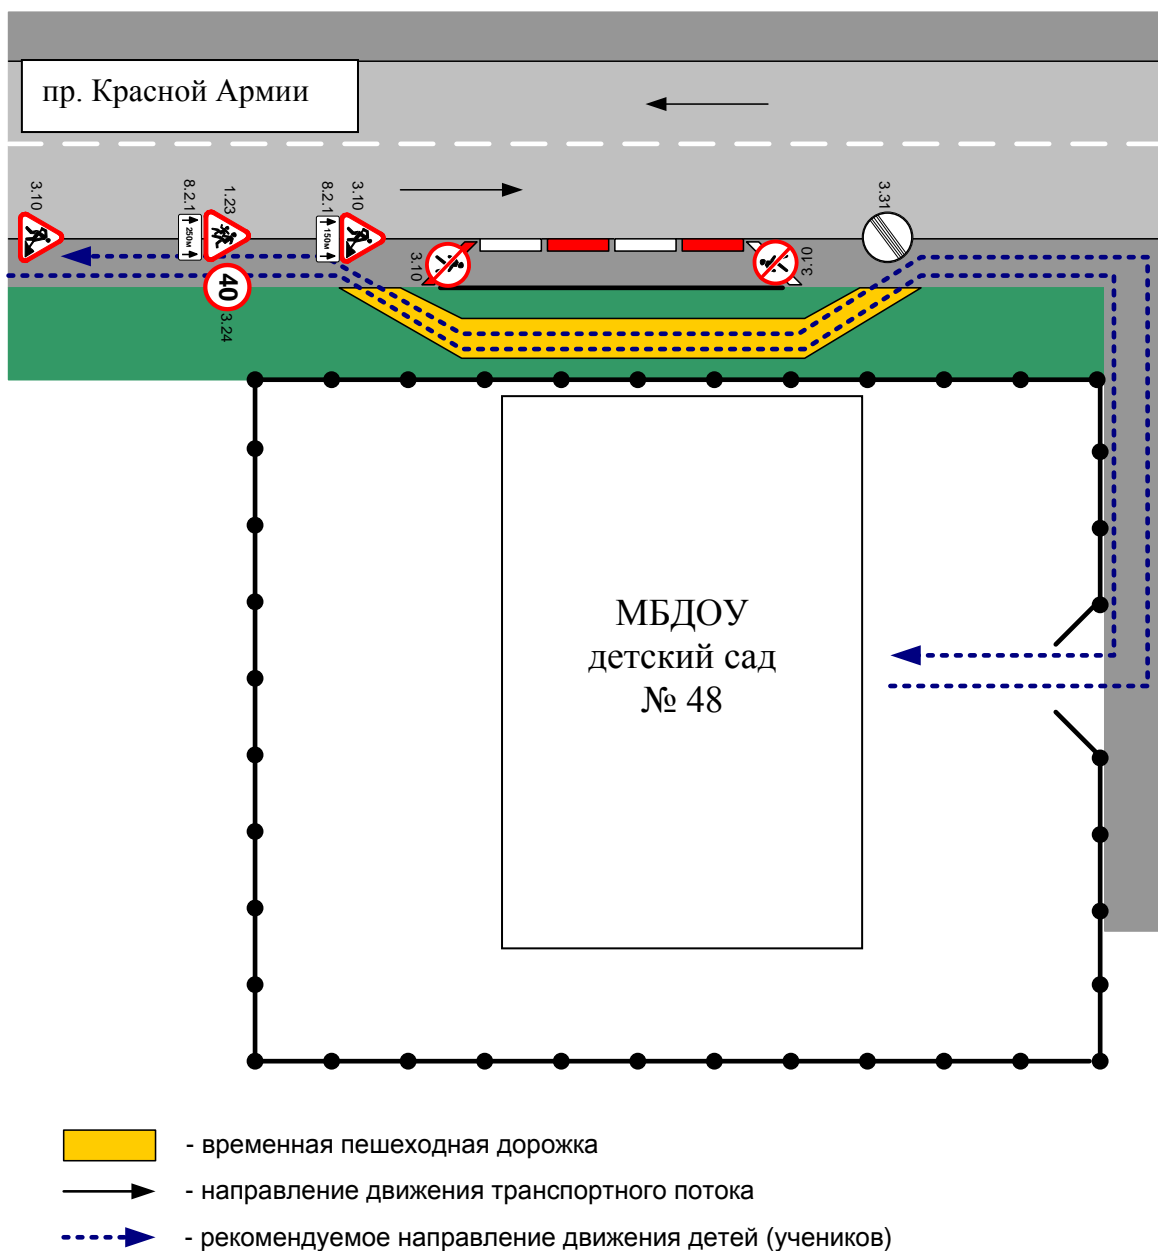 пр. Красной Армии
3.10
8.2.1
250м
1.23
40
3.24
8.2.1
150м
3.10
3.10
3.10
3.31
МБДОУ
детский сад
№ 48
- временная пешеходная дорожка
- направление движения транспортного потока
- рекомендуемое направление движения детей (учеников)